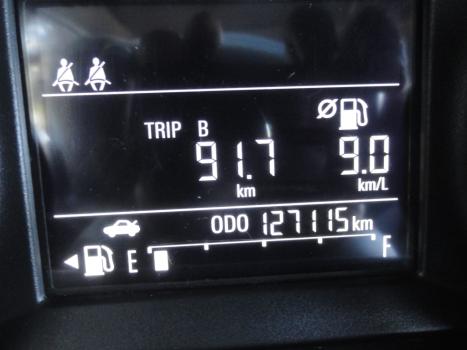 TRIP B
91.7 9.0
km km/L
ODO 127115 km
E F